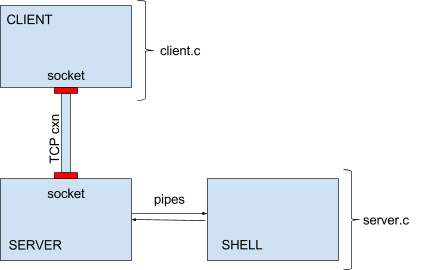 CLIENT
socket
client.c
TCP cxn
socket
SERVER
pipes
SHELL
server.c